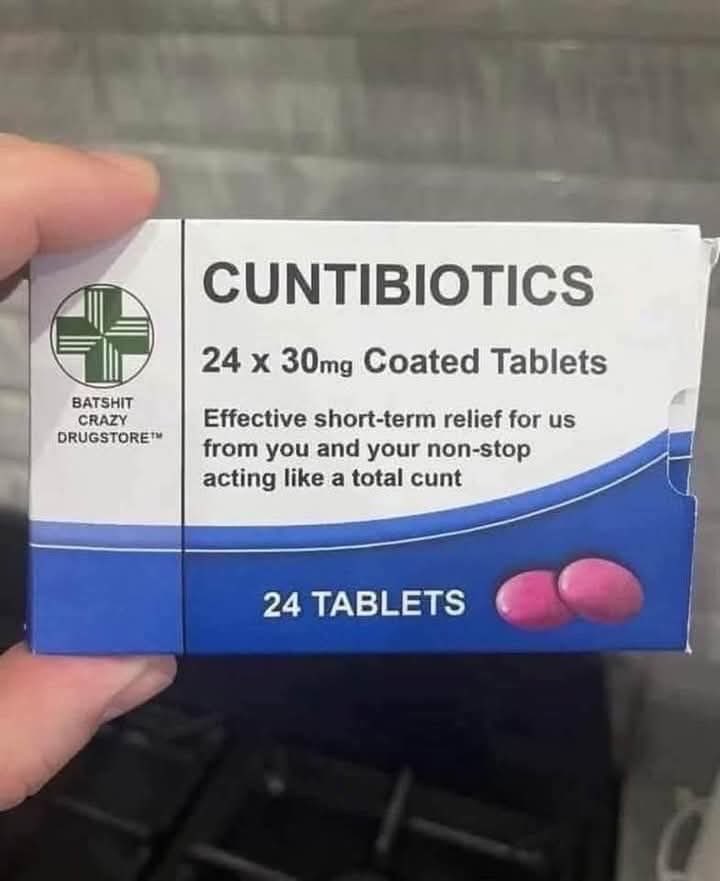 BATSHIT
CRAZY
DRUGSTORE™
CUNTIBIOTICS
24 x 30mg Coated Tablets
Effective short-term relief for us
from you and your non-stop
acting like a total cunt
24 TABLETS